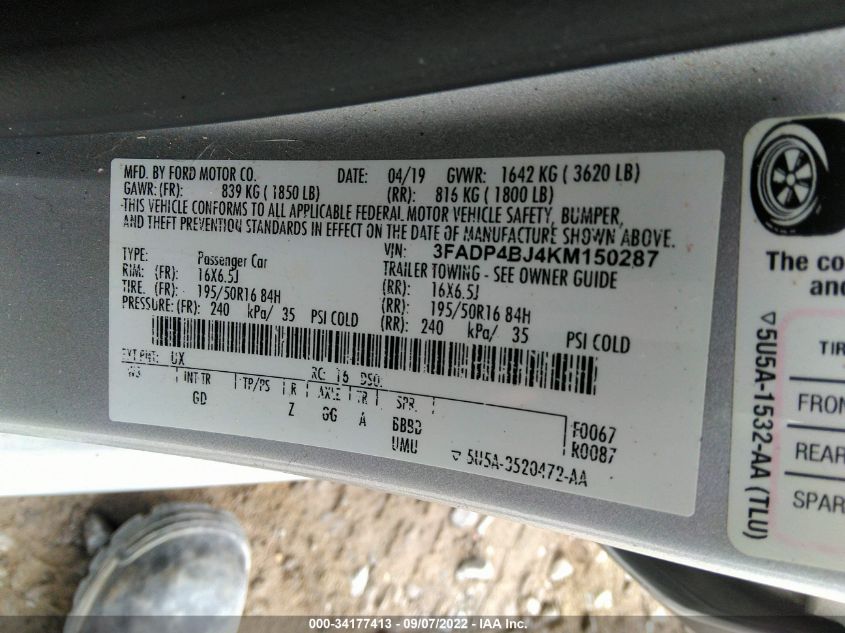 MFD. BY FORD MOTOR CO. DATE: 04/19 GVWR: 1642 KG ( 3620 LB)
GAWR: (FR): 839 KG ( 1850 LB) (RR): 816 KG ( 1800 LB)
THIS VEHICLE CONFORMS TO ALL APPLICABLE FEDERAL MOTOR VEHICLE SAFETY, BUMPER,
AND THEFT PREVENTION STANDARDS IN EFFECT ON THE DATE OF MANUFACTURE SHOWN ABOVE.
VIN: 3FADP4BJ4KM150287
TYPE: Passenger Car TRAILER TOWING - SEE OWNER GUIDE
RIM: (FR): 16X6.5J (RR): 16X6.5J
TIRE: (FR): 195/50R16 84H (RR): 195/50R16 84H
PRESSURE: (FR): 240 kPa/ 35 PSI COLD (RR): 240 kPa/ 35 PSI COLD
EXT PNT: UX RC: 16 DSO:
WB INT TR TP/PS R AXLE TR SPR
GD Z GG A BBBD F0067
UMU R0087
5U5A-3520472-AA
The co
and
TIR
FRON
REAR
SPAR
5U5A-1532-AA (TLU)
000-34177413 - 09/07/2022 - IAA Inc.